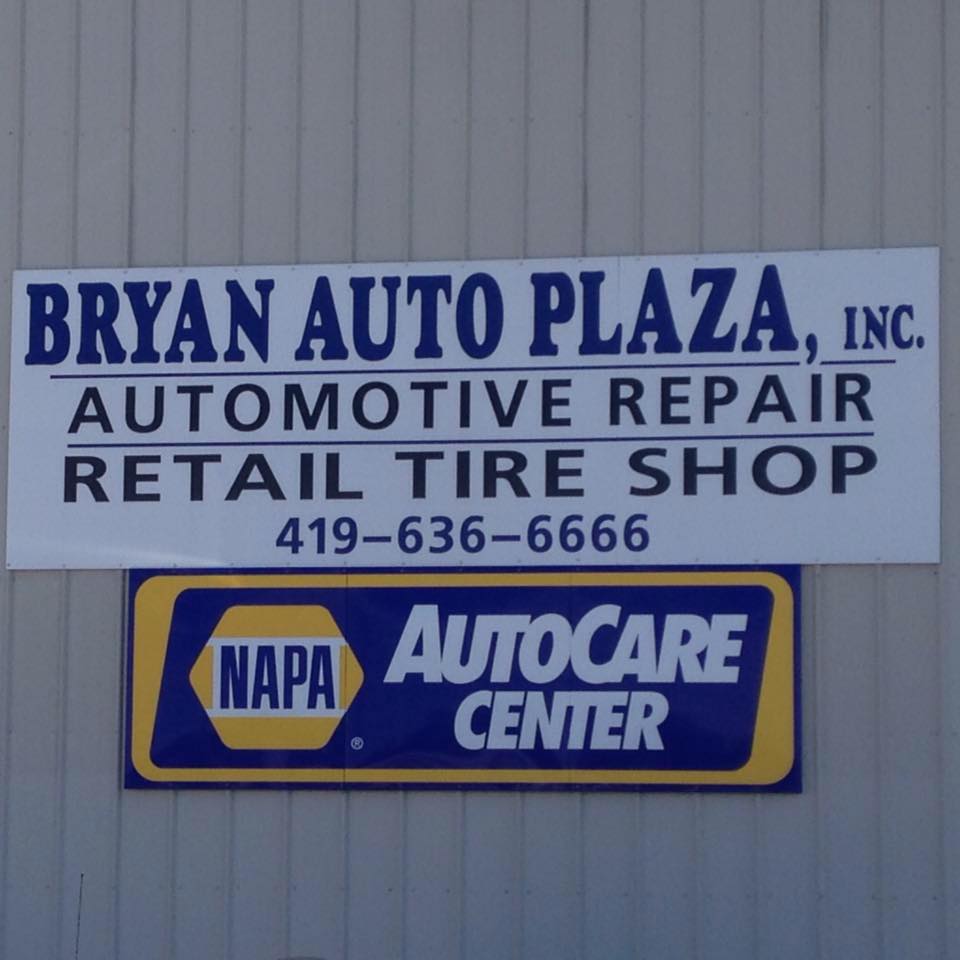 BRYAN AUTO PLAZA, INC.
AUTOMOTIVE REPAIR
RETAIL TIRE SHOP
419-636-6666
NAPA ®
AUTOCARE
CENTER